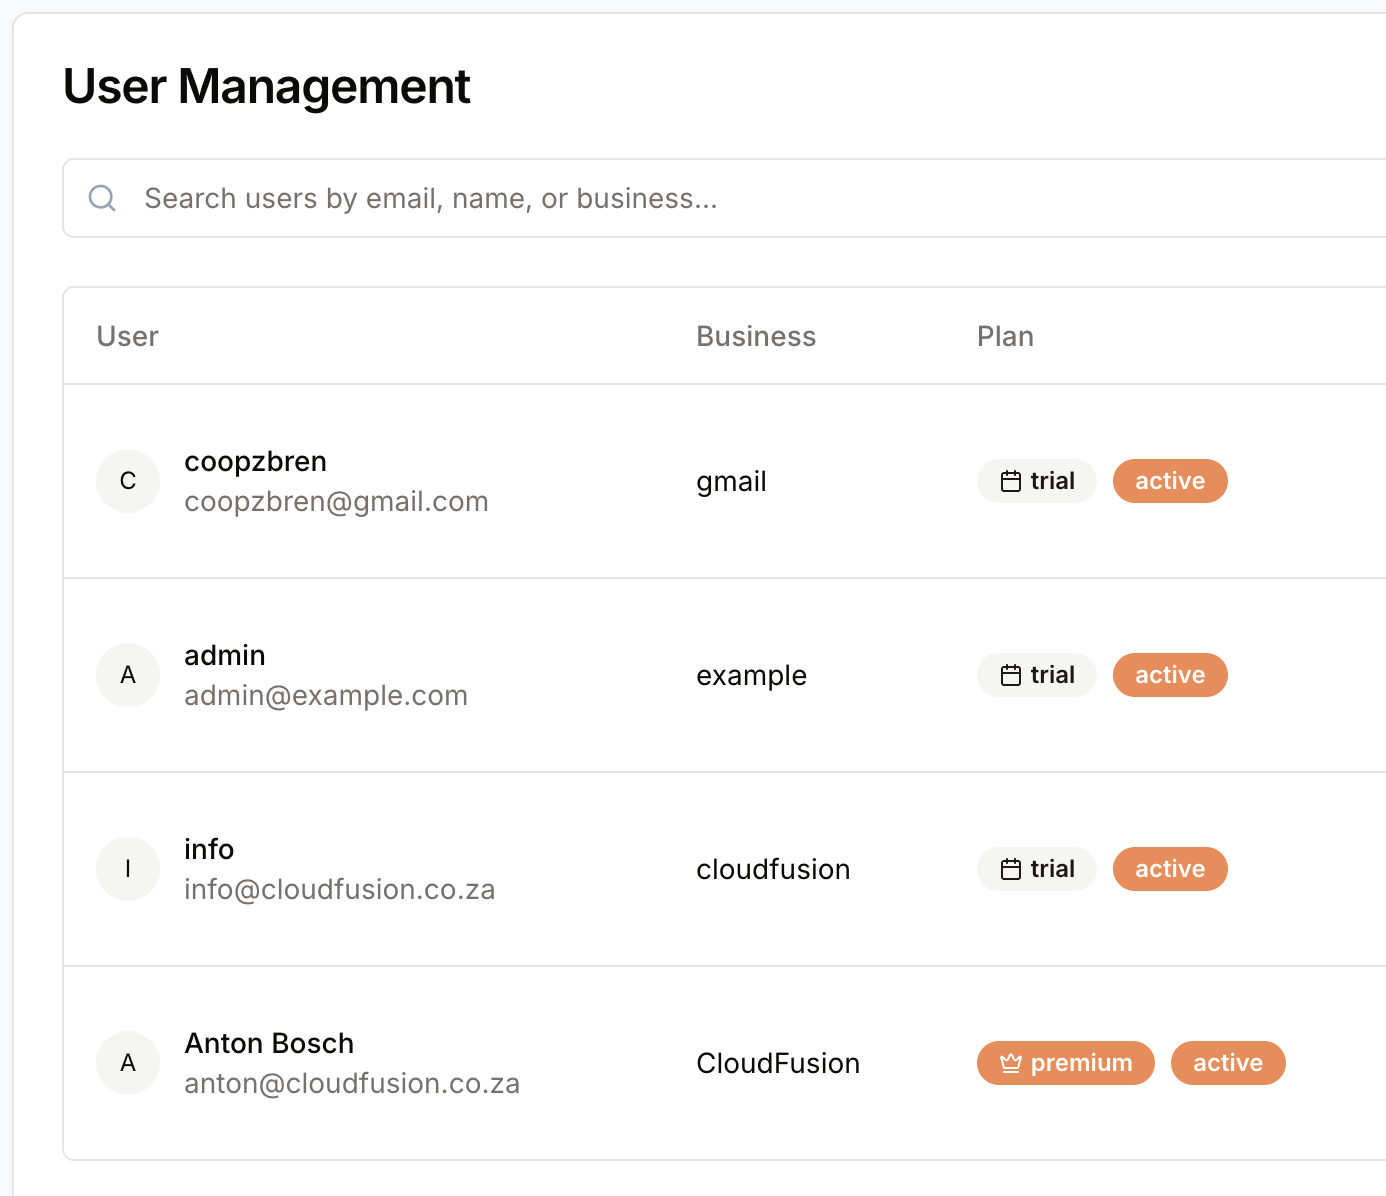 User Management
Search users by email, name, or business...
User Business Plan
C coopzbren gmail trial active
coopzbren@gmail.com
A admin example trial active
admin@example.com
I info cloudfusion trial active
info@cloudfusion.co.za
A Anton Bosch CloudFusion premium active
anton@cloudfusion.co.za